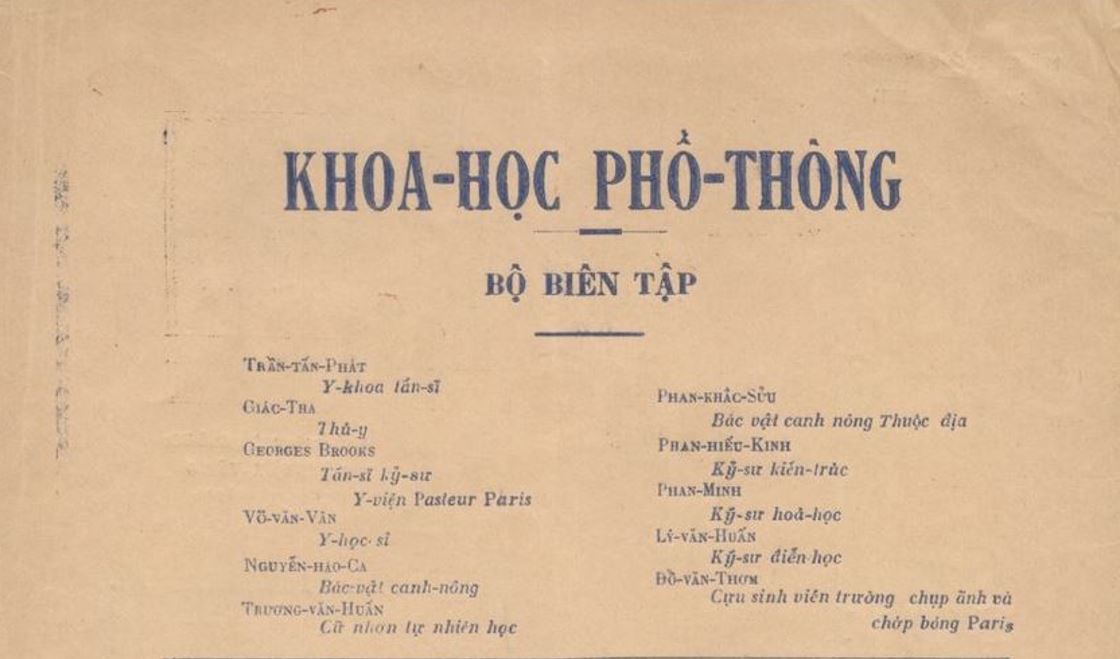 KHOA-HỌC PHỔ-THÔNG
BỘ BIÊN TẬP
TRẦN-TẤN-PHÁT
Y-khoa tấn-sĩ
GIÁC-THA
Thú-y
GEORGES BROOKS
Tấn-sĩ kỹ-sư
Y-viện Pasteur Paris
VÕ-VĂN-VÂN
Y-học sĩ
NGUYỄN-HÀO-CA
Bác-vật canh-nông
TRƯƠNG-VĂN-HUẤN
Cử nhơn tự nhiên học
PHAN-KHẮC-SỬU
Bác vật canh nông Thuộc địa
PHAN-HIẾU-KINH
Kỹ-sư kiến-trúc
PHAN-MINH
Kỹ-sư hoá-học
LÝ-VĂN-HUẤN
Kỹ-sư điển-học
ĐỒ-VĂN-THƠM
Cựu sinh viên trường chụp ảnh và
chớp bóng Paris